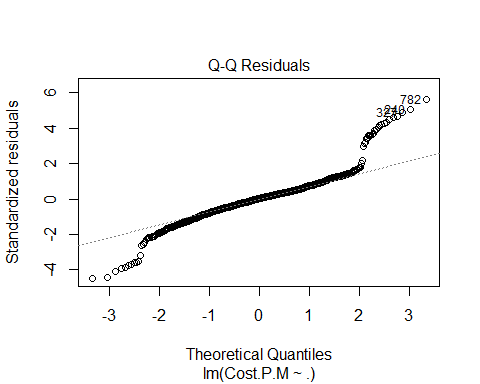 Q-Q Residuals
Standardized residuals
6
4
2
0
-2
-4
782
240
-3 -2 -1 0 1 2 3
Theoretical Quantiles
lm(Cost.P.M ~ .)